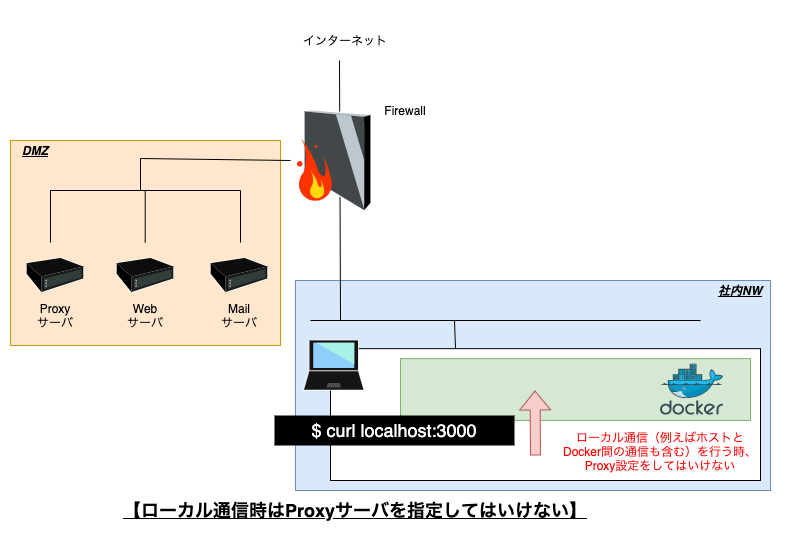 インターネット
Firewall
DMZ
Proxy
サーバ
Web
サーバ
Mail
サーバ
社内NW
docker
$ curl localhost:3000
ローカル通信（例えばホストと
Docker間の通信も含む）を行う時、
Proxy設定をしてはいけない
【ローカル通信時はProxyサーバを指定してはいけない】